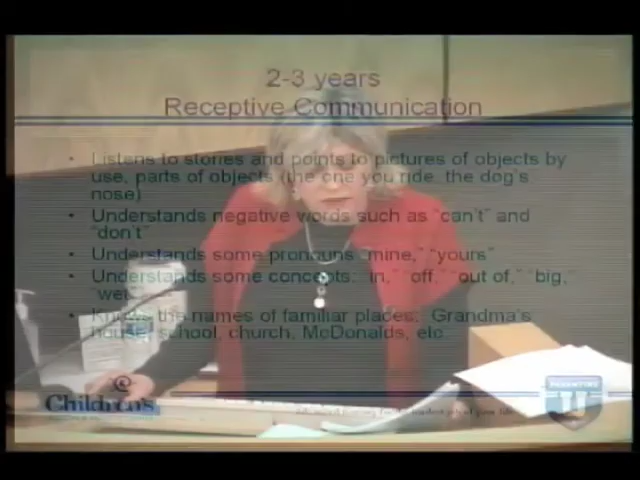 2-3 years
Receptive Communication
• Listens to stories and points to pictures of objects by
use, parts of objects (the one you ride, the dog's
nose)
• Understands negative words such as "can't" and
"don't"
• Understands some pronouns "mine," "yours"
• Understands some concepts: "in," "off," "out of," "big,"
"wet"
• Knows the names of familiar places: Grandma's
house, school, church, McDonalds, etc
Children's
PARENTING
U